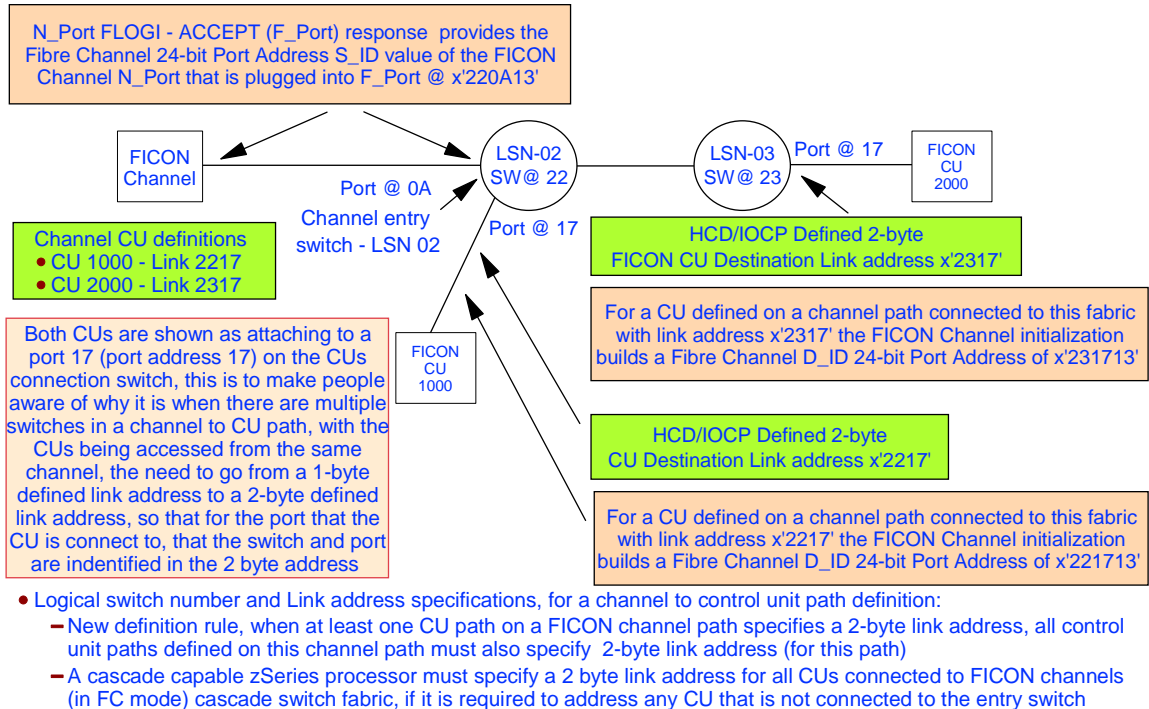 N_Port FLOGI - ACCEPT (F_Port) response provides the
Fibre Channel 24-bit Port Address S_ID value of the FICON
Channel N_Port that is plugged into F_Port @ x'220A13'
FICON
Channel
LSN-02
SW@ 22
LSN-03
SW@ 23
Port @ 17
FICON
CU
2000
Port @ 0A
Channel entry
switch - LSN 02
Port @ 17
Channel CU definitions
• CU 1000 - Link 2217
• CU 2000 - Link 2317
HCD/IOCP Defined 2-byte
FICON CU Destination Link address x'2317'
For a CU defined on a channel path connected to this fabric
with link address x'2317' the FICON Channel initialization
builds a Fibre Channel D_ID 24-bit Port Address of x'231713'
Both CUs are shown as attaching to a
port 17 (port address 17) on the CUs
connection switch, this is to make people
aware of why it is when there are multiple
switches in a channel to CU path, with the
CUs being accessed from the same
channel, the need to go from a 1-byte
defined link address to a 2-byte defined
link address, so that for the port that the
CU is connect to, that the switch and port
are indentified in the 2 byte address
FICON
CU
1000
HCD/IOCP Defined 2-byte
CU Destination Link address x'2217'
For a CU defined on a channel path connected to this fabric
with link address x'2217' the FICON Channel initialization
builds a Fibre Channel D_ID 24-bit Port Address of x'221713'
• Logical switch number and Link address specifications, for a channel to control unit path definition:
– New definition rule, when at least one CU path on a FICON channel path specifies a 2-byte link address, all control
unit paths defined on this channel path must also specify 2-byte link address (for this path)
– A cascade capable zSeries processor must specify a 2 byte link address for all CUs connected to FICON channels
(in FC mode) cascade switch fabric, if it is required to address any CU that is not connected to the entry switch